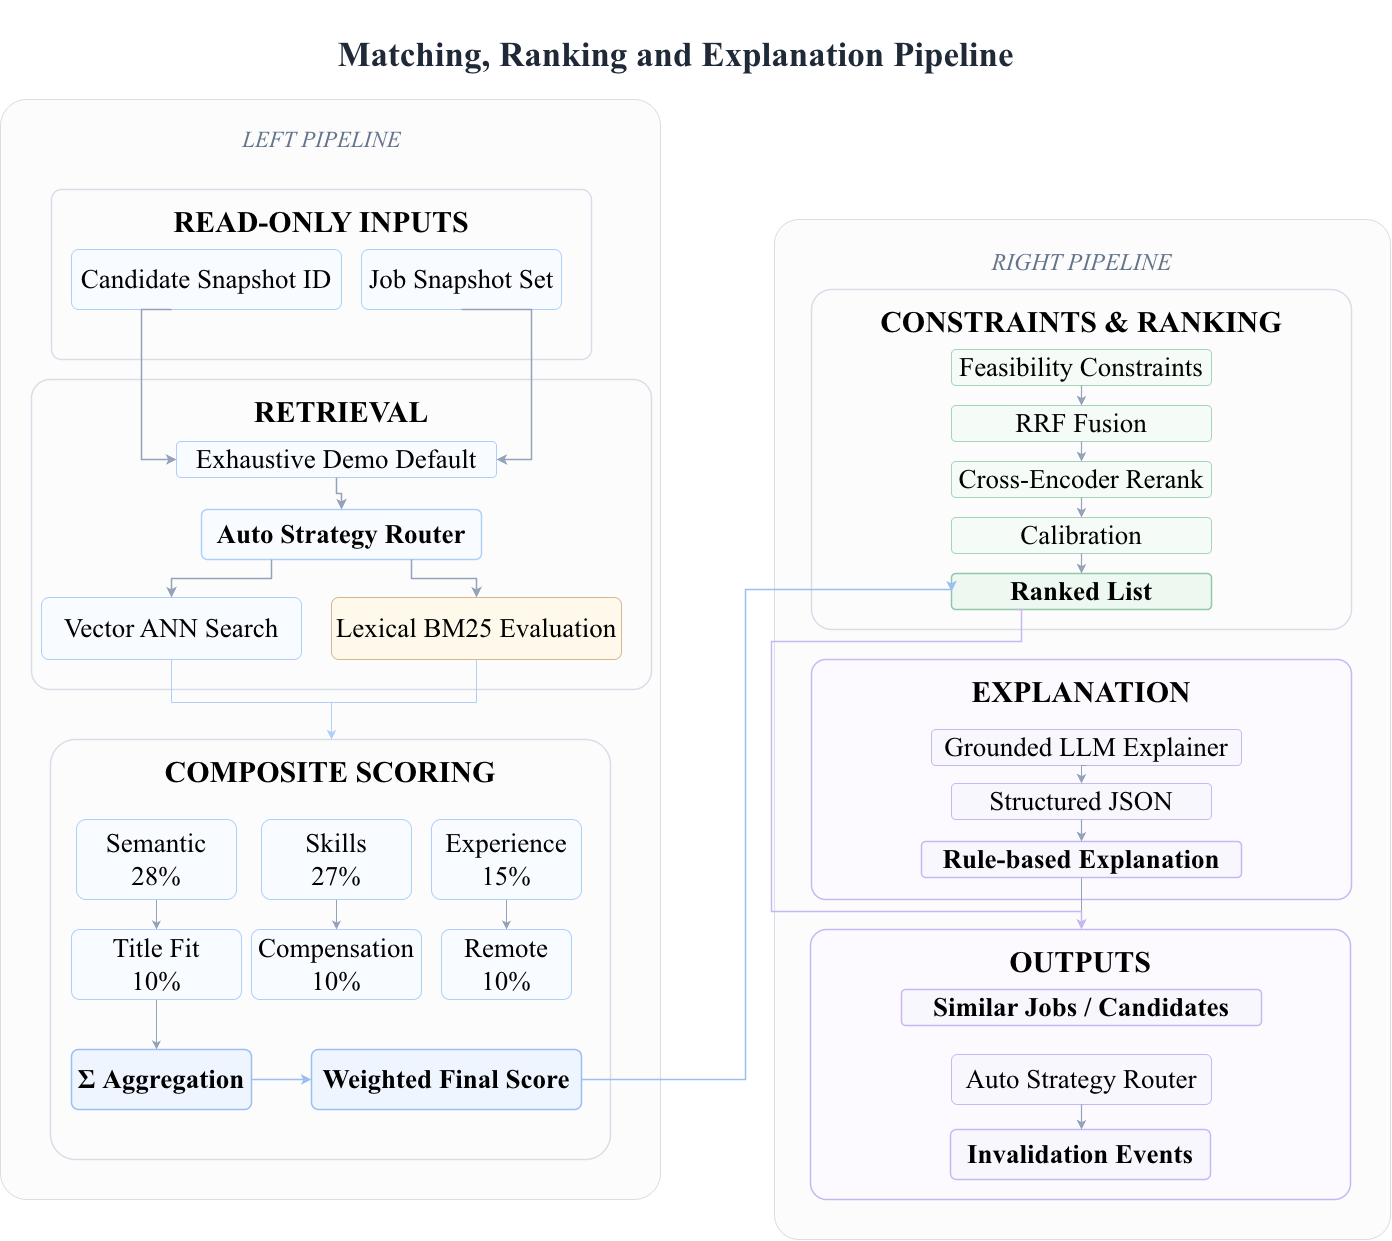 Matching, Ranking and Explanation Pipeline
LEFT PIPELINE
READ-ONLY INPUTS
Candidate Snapshot ID
Job Snapshot Set
RETRIEVAL
Exhaustive Demo Default
Auto Strategy Router
Vector ANN Search
Lexical BM25 Evaluation
COMPOSITE SCORING
Semantic
28%
Skills
27%
Experience
15%
Title Fit
10%
Compensation
10%
Remote
10%
Σ Aggregation
Weighted Final Score
RIGHT PIPELINE
CONSTRAINTS & RANKING
Feasibility Constraints
RRF Fusion
Cross-Encoder Rerank
Calibration
Ranked List
EXPLANATION
Grounded LLM Explainer
Structured JSON
Rule-based Explanation
OUTPUTS
Similar Jobs / Candidates
Auto Strategy Router
Invalidation Events